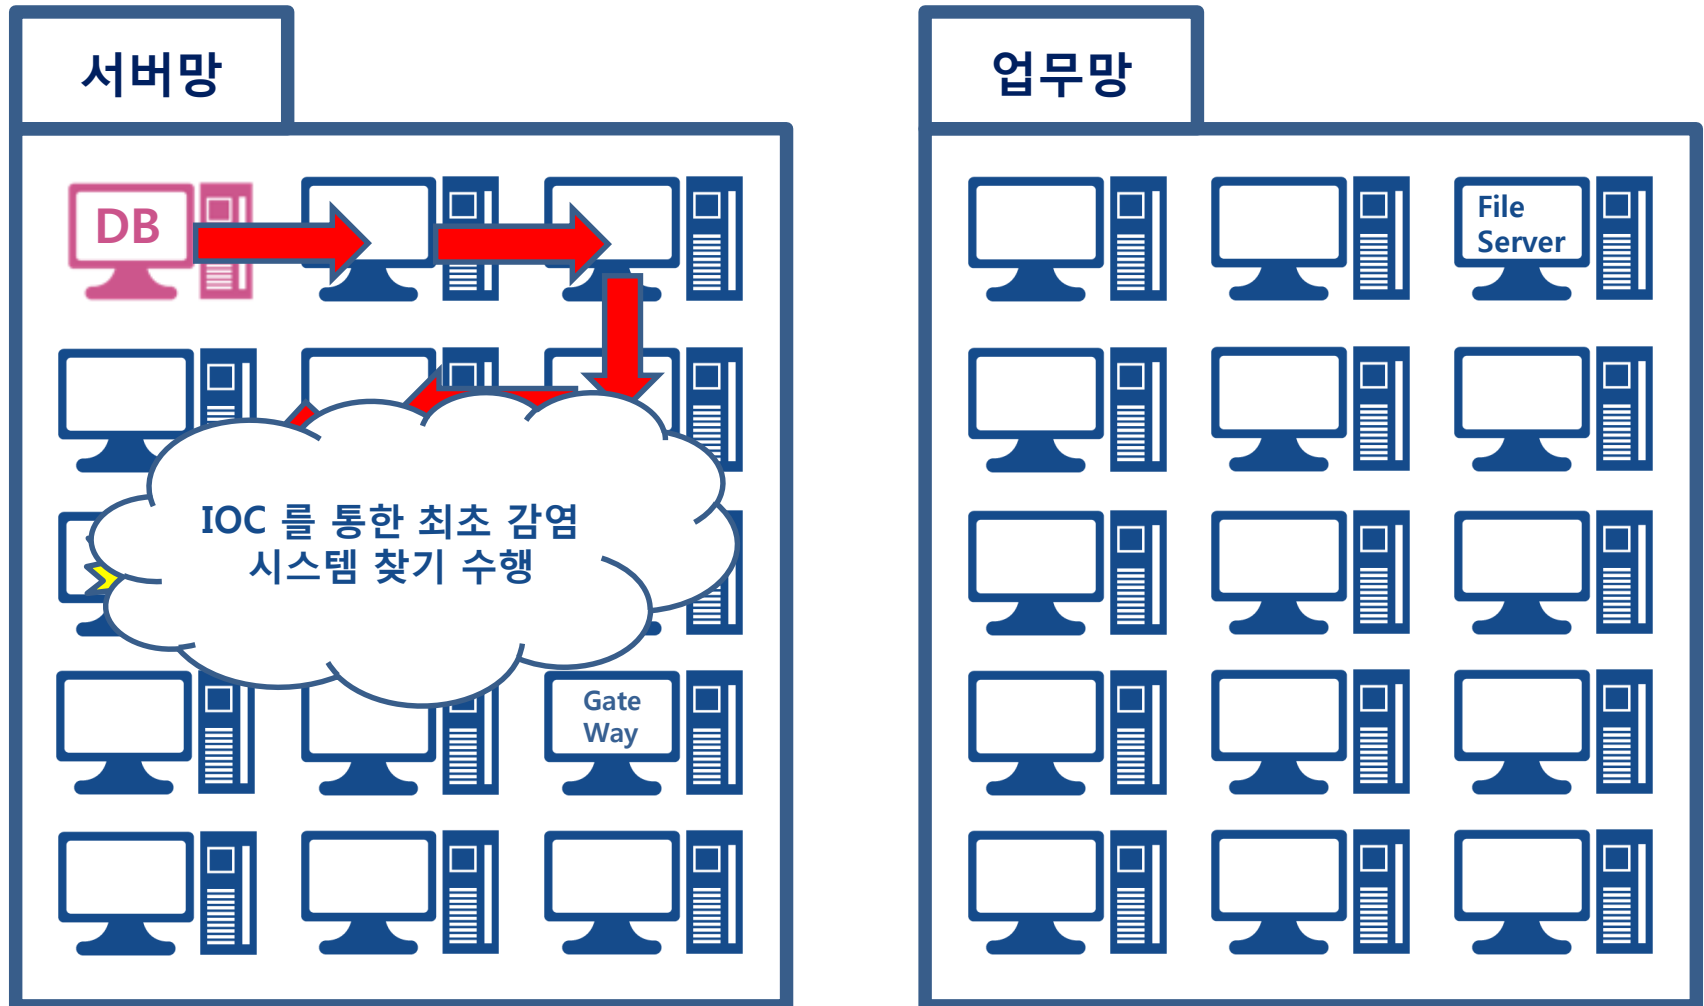 서버망
업무망
DB
File
Server
IOC 를 통한 최초 감염
시스템 찾기 수행
Gate
Way